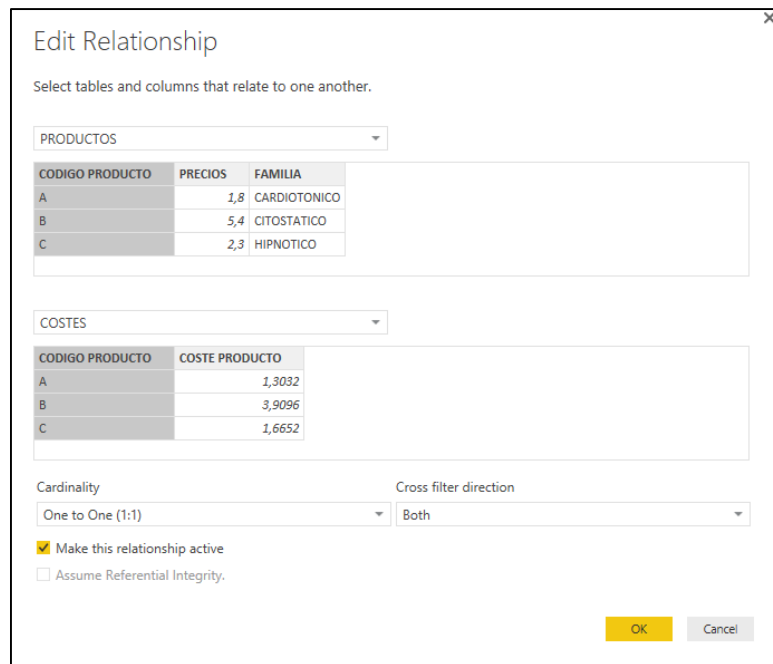 Edit Relationship
Select tables and columns that relate to one another.
PRODUCTOS
CODIGO PRODUCTO PRECIOS FAMILIA
A 1,8 CARDIOTONICO
B 5,4 CITOSTATICO
C 2,3 HIPNOTICO
COSTES
CODIGO PRODUCTO COSTE PRODUCTO
A 1,3032
B 3,9096
C 1,6652
Cardinality Cross filter direction
One to One (1:1) Both
Make this relationship active
Assume Referential Integrity.
OK Cancel